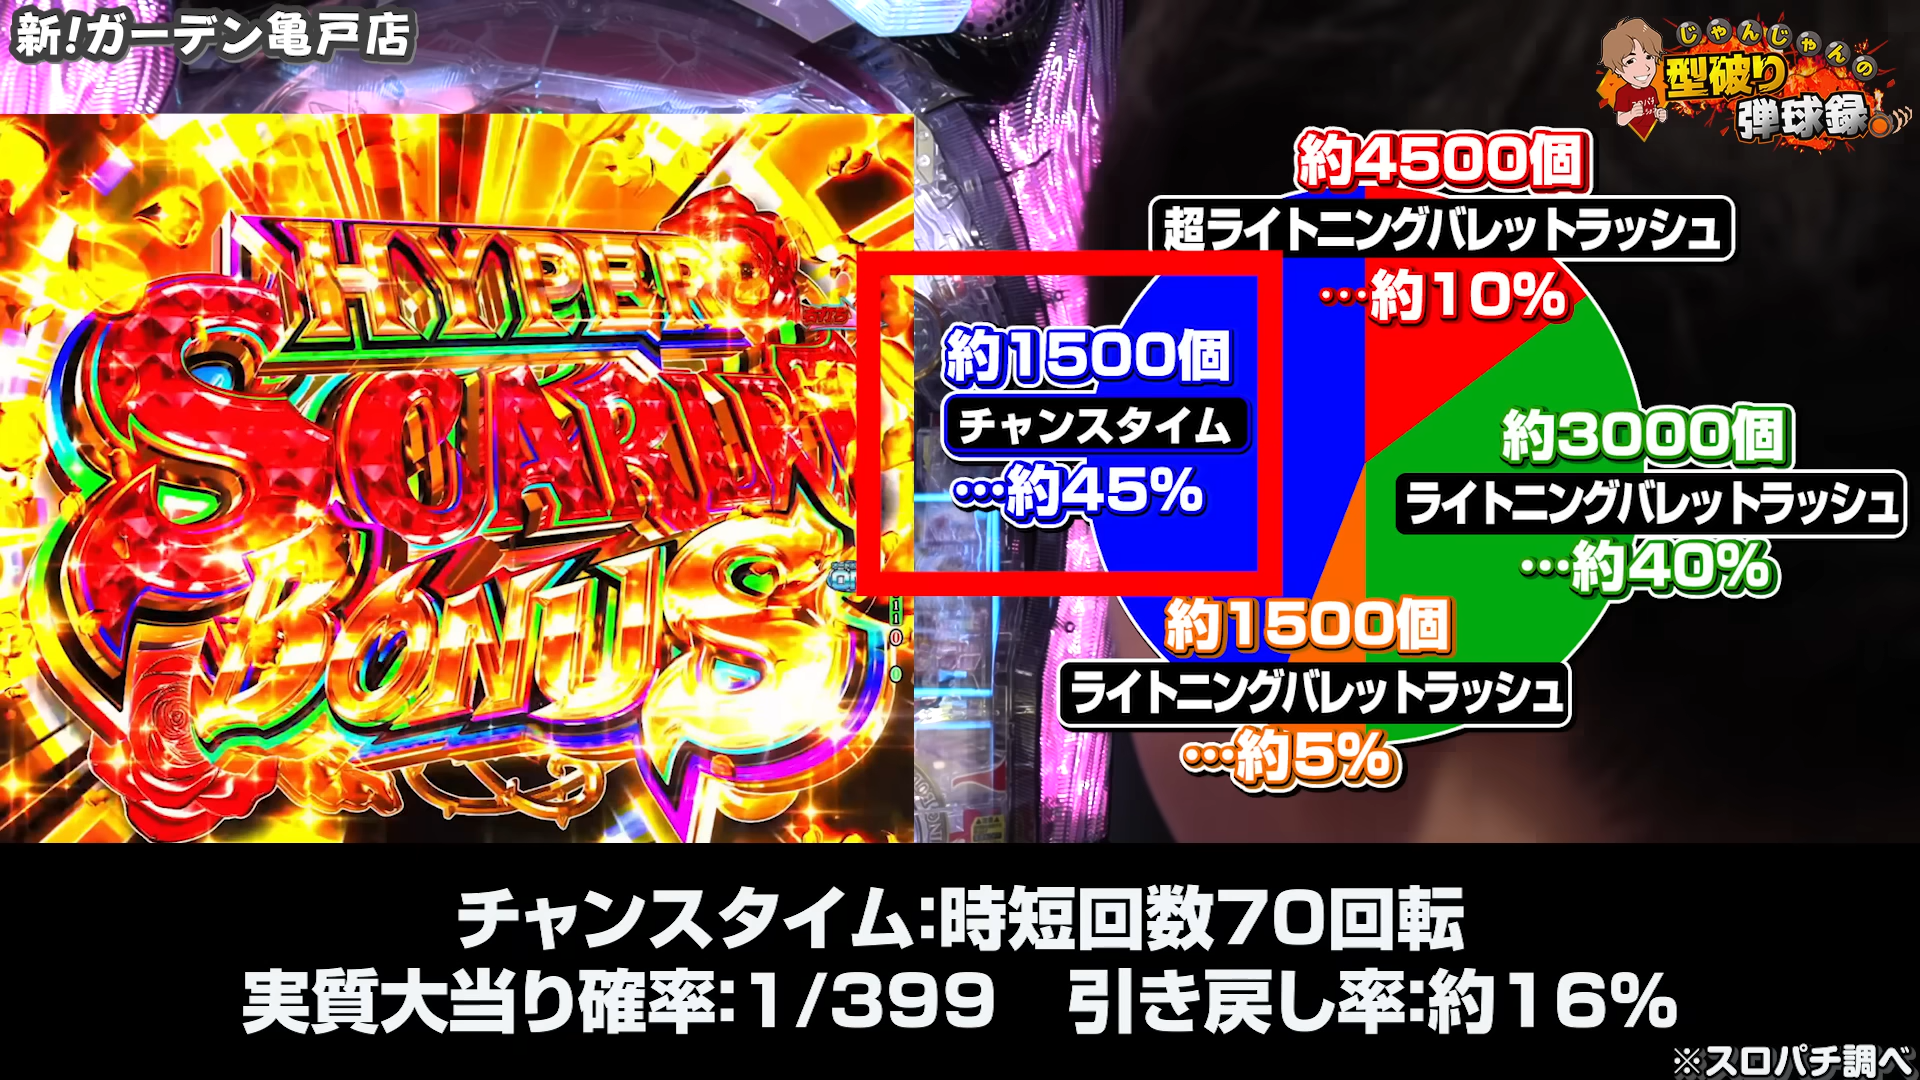 新!ガーデン亀戸店
じゃんじゃんの
型破り
弾球録
HYPER
SCARLET
BONUS
約4500個
超ライトニングバレットラッシュ
…約10%
約1500個
チャンスタイム
…約45%
約3000個
ライトニングバレットラッシュ
…約40%
約1500個
ライトニングバレットラッシュ
…約5%
チャンスタイム:時短回数70回転
実質大当り確率:1/399 引き戻し率:約16%
※スロパチ調べ